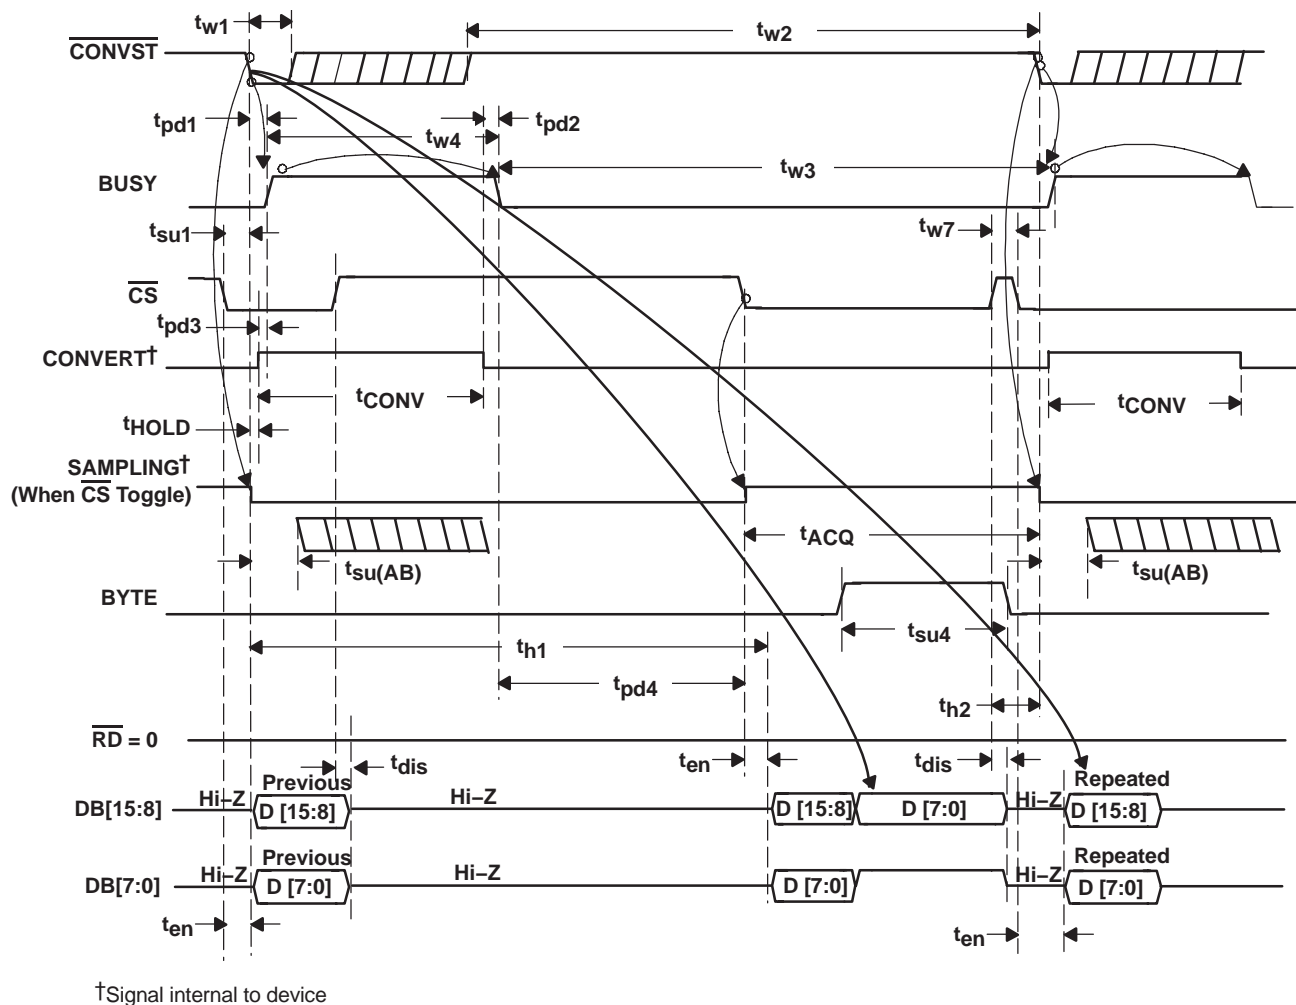 tw1
tw2
CONVST
tpd1
tw4
tpd2
tw3
BUSY
tsu1
tw7
CS
tpd3
CONVERT†
tCONV
tCONV
tHOLD
SAMPLING†
(When CS Toggle)
tACQ
tsu(AB)
tsu(AB)
BYTE
tsu4
th1
tpd4
th2
RD = 0
tdis
ten
tdis
Previous
Repeated
Hi–Z
Hi–Z
Hi–Z
DB[15:8]
D [15:8]
D [15:8]
D [7:0]
D [15:8]
Previous
Repeated
Hi–Z
Hi–Z
Hi–Z
DB[7:0]
D [7:0]
D [7:0]
D [7:0]
ten
ten
†Signal internal to device